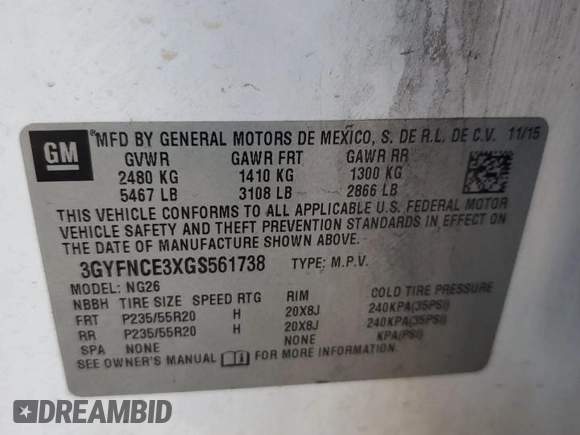 GM
®MFD BY GENERAL MOTORS DE MEXICO, S. DE R.L. DE C.V. 11/15
GVWR GAWR FRT GAWR RR
2480 KG 1410 KG 1300 KG
5467 LB 3108 LB 2866 LB
THIS VEHICLE CONFORMS TO ALL APPLICABLE U.S. FEDERAL MOTOR
VEHICLE SAFETY AND THEFT PREVENTION STANDARDS IN EFFECT ON
THE DATE OF MANUFACTURE SHOWN ABOVE.
3GYFNCE3XGS561738 TYPE: M.P.V.
MODEL: NG26
NBBH TIRE SIZE SPEED RTG RIM COLD TIRE PRESSURE
FRT P235/55R20 H 20X8J 240KPA(35PSI)
RR P235/55R20 H 20X8J 240KPA(35PSI)
SPA NONE NONE KPA(PSI)
SEE OWNER'S MANUAL FOR MORE INFORMATION.
DREAMBID